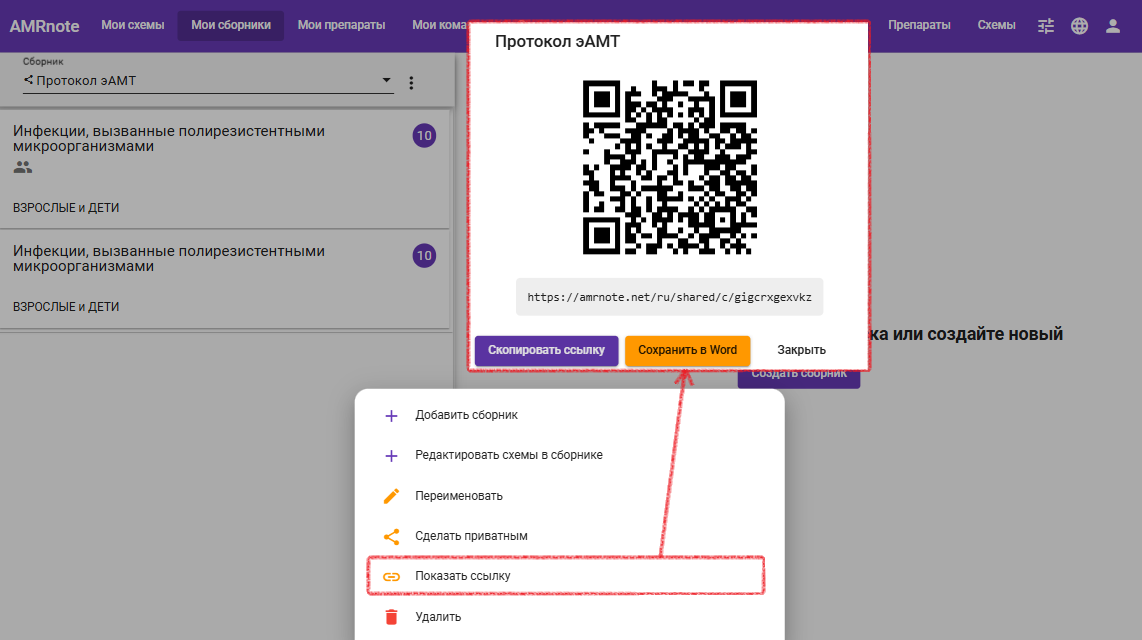 AMRnote
Мои схемы
Мои сборники
Мои препараты
Мои кома
Препараты
Схемы
Сборник
Протокол эАМТ
Инфекции, вызванные полирезистентными
микроорганизмами
10
ВЗРОСЛЫЕ и ДЕТИ
Инфекции, вызванные полирезистентными
микроорганизмами
10
ВЗРОСЛЫЕ и ДЕТИ
Протокол эАМТ
https://amrnote.net/ru/shared/c/gigcrxgexvkz
Скопировать ссылку
Сохранить в Word
Закрыть
ка или создайте новый
Создать сборник
Добавить сборник
Редактировать схемы в сборнике
Переименовать
Сделать приватным
Показать ссылку
Удалить